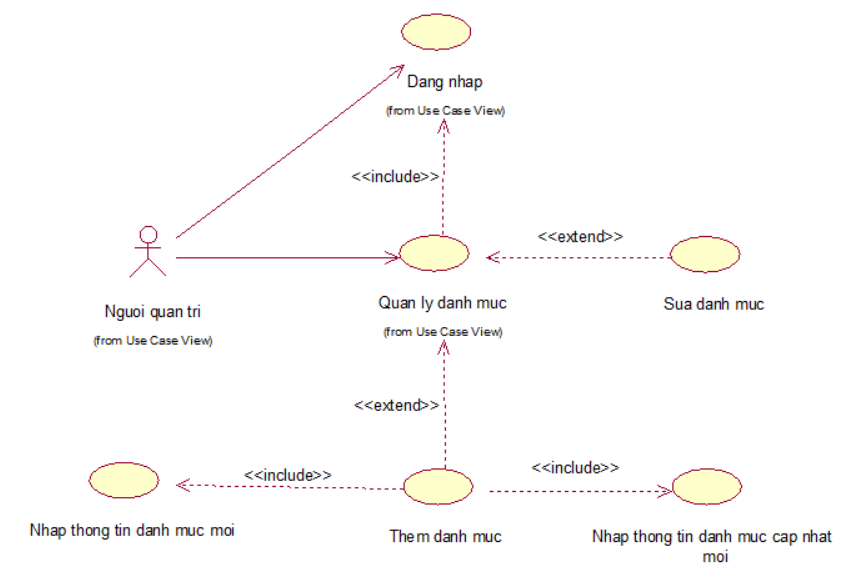 Dang nhap
(from Use Case View)
<<include>>
<<extend>>
Nguoi quan tri
(from Use Case View)
Quan ly danh muc
(from Use Case View)
Sua danh muc
<<extend>>
<<include>>
<<include>>
Nhap thong tin danh muc moi
Them danh muc
Nhap thong tin danh muc cap nhat
moi